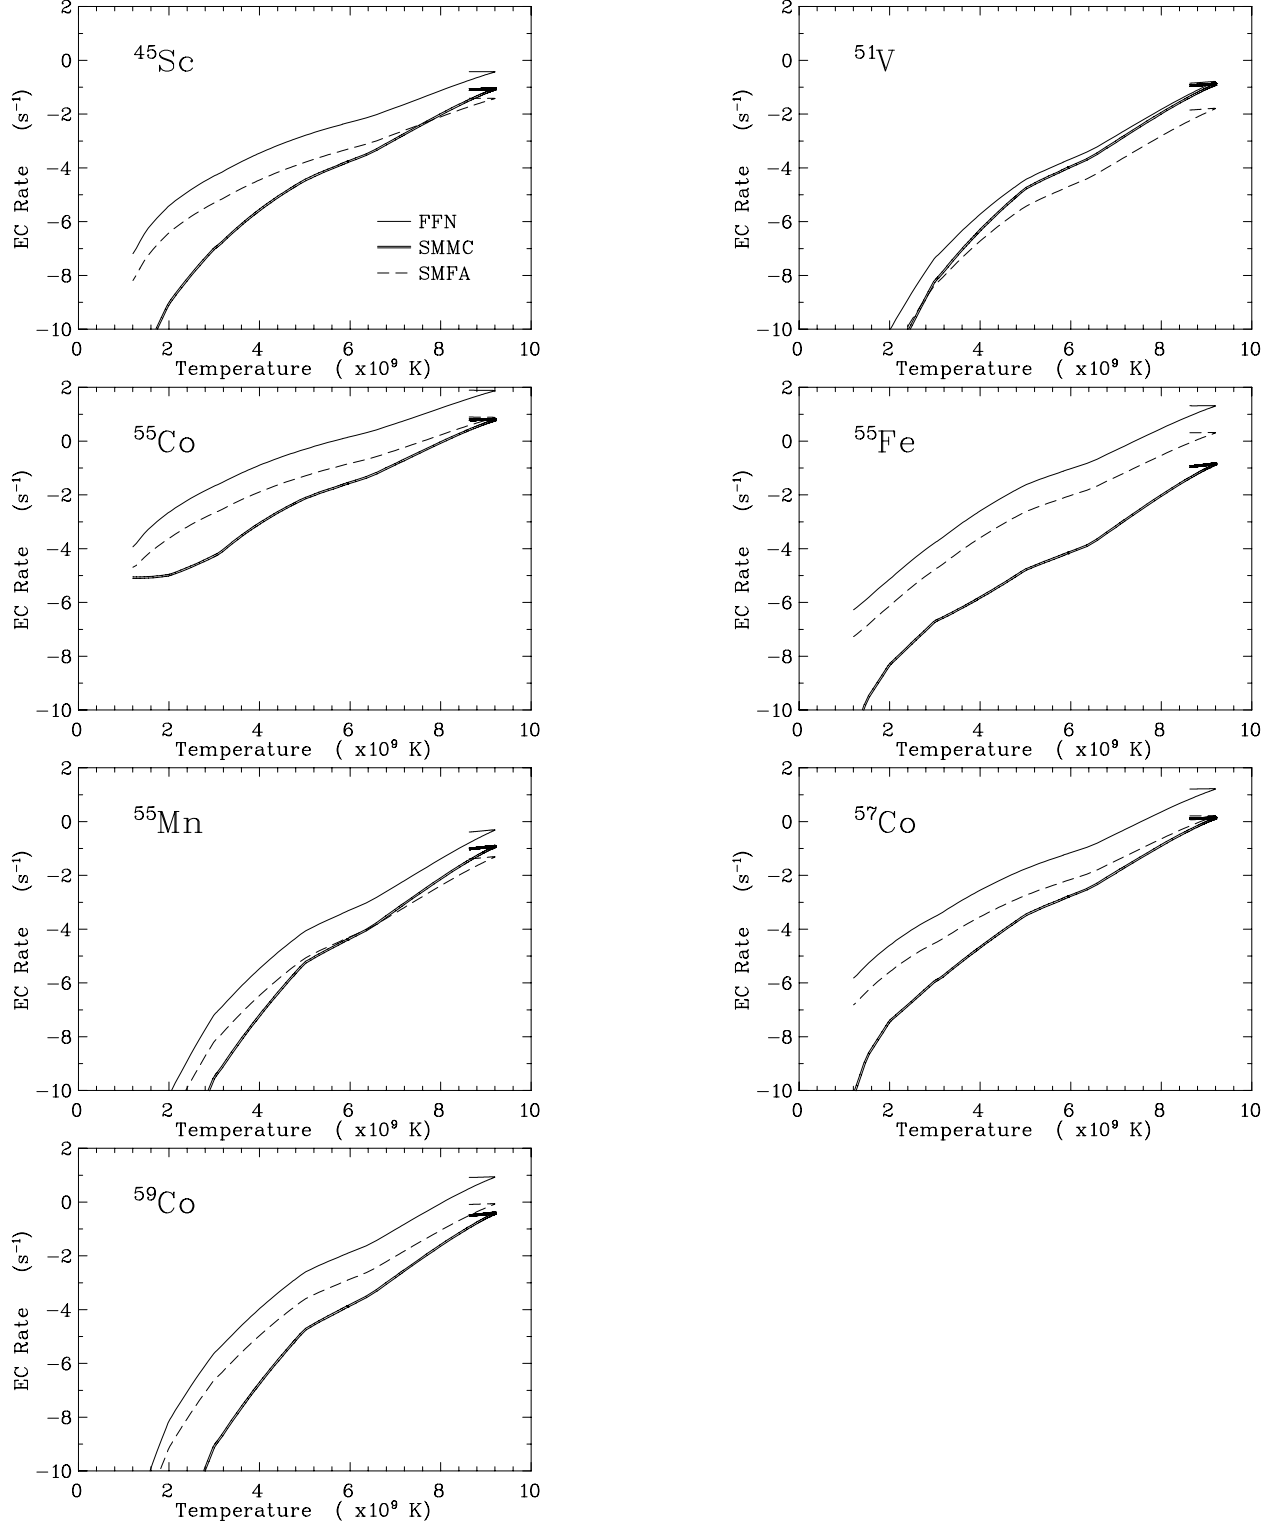 2
0
−2
−4
−6
−8
−10
EC Rate (s⁻¹)
⁴⁵Sc
FFN
SMMC
SMFA
0 2 4 6 8 10
Temperature ( x10⁹ K)
2
0
−2
−4
−6
−8
−10
EC Rate (s⁻¹)
⁵¹V
0 2 4 6 8 10
Temperature ( x10⁹ K)
2
0
−2
−4
−6
−8
−10
EC Rate (s⁻¹)
⁵⁵Co
0 2 4 6 8 10
Temperature ( x10⁹ K)
2
0
−2
−4
−6
−8
−10
EC Rate (s⁻¹)
⁵⁵Fe
0 2 4 6 8 10
Temperature ( x10⁹ K)
2
0
−2
−4
−6
−8
−10
EC Rate (s⁻¹)
⁵⁵Mn
0 2 4 6 8 10
Temperature ( x10⁹ K)
2
0
−2
−4
−6
−8
−10
EC Rate (s⁻¹)
⁵⁷Co
0 2 4 6 8 10
Temperature ( x10⁹ K)
2
0
−2
−4
−6
−8
−10
EC Rate (s⁻¹)
⁵⁹Co
0 2 4 6 8 10
Temperature ( x10⁹ K)